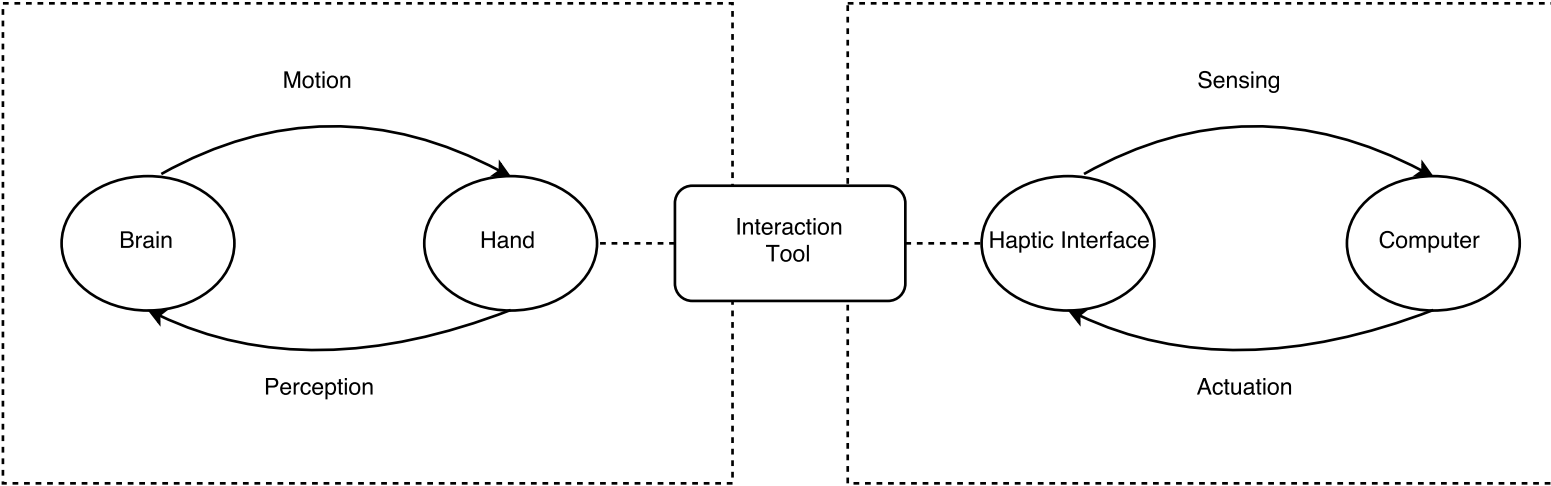 Motion
Sensing
Brain
Hand
Interaction
Tool
Haptic Interface
Computer
Perception
Actuation